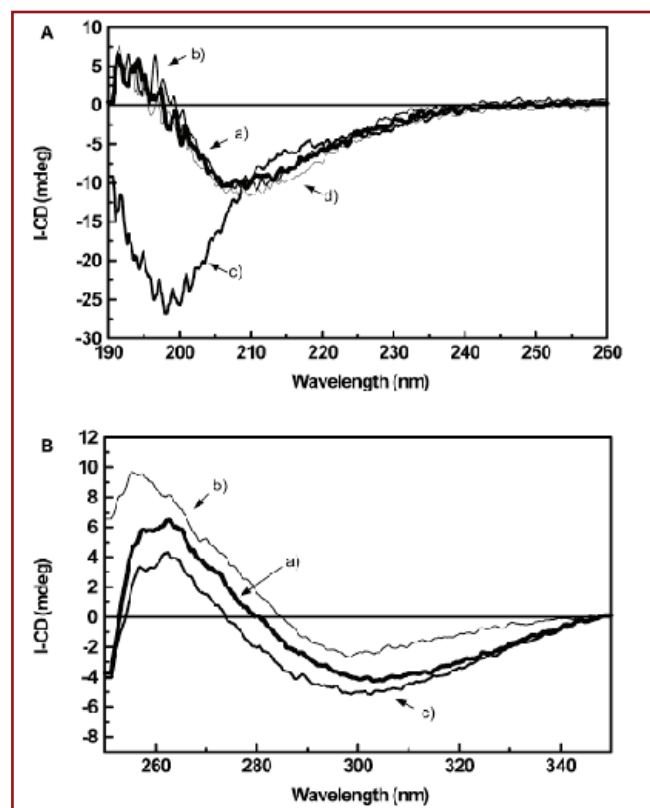 A
10
b)
5
0
a)
-5
-10
d)
-15
c)
-20
-25
-30
190 200 210 220 230 240 250 260
I-CD (mdeg)
Wavelength (nm)
B
12
10
b)
8
6
a)
4
2
0
-2
-4
-6
c)
-8
260 280 300 320 340
I-CD (mdeg)
Wavelength (nm)